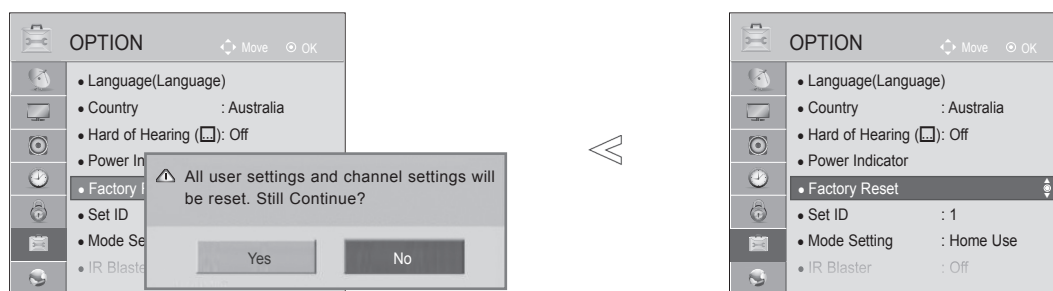 OPTION
Move OK
• Language(Language)
• Country : Australia
• Hard of Hearing (...): Off
• Power In
• Factory R
• Set ID
• Mode Se
• IR Blaste
All user settings and channel settings will
be reset. Still Continue?
Yes No
OPTION
Move OK
• Language(Language)
• Country : Australia
• Hard of Hearing (...): Off
• Power Indicator
• Factory Reset
• Set ID : 1
• Mode Setting : Home Use
• IR Blaster : Off